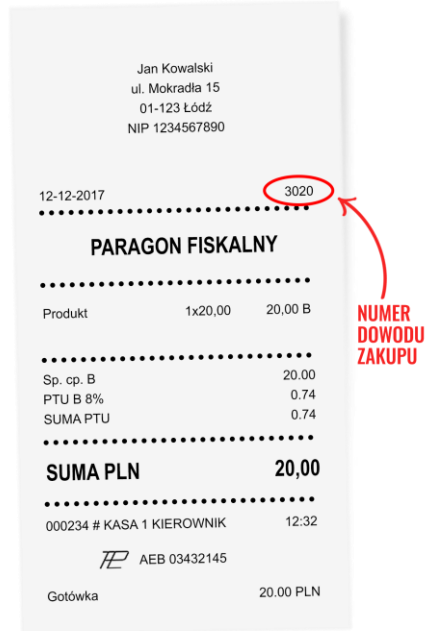 Jan Kowalski
ul. Mokradła 15
01-123 Łódź
NIP 1234567890
12-12-2017 3020
PARAGON FISKALNY
Produkt 1x20,00 20,00 B
NUMER
DOWODU
ZAKUPU
Sp. cp. B 20.00
PTU B 8% 0.74
SUMA PTU 0.74
SUMA PLN 20,00
000234 # KASA 1 KIEROWNIK 12:32
AEB 03432145
Gotówka 20.00 PLN